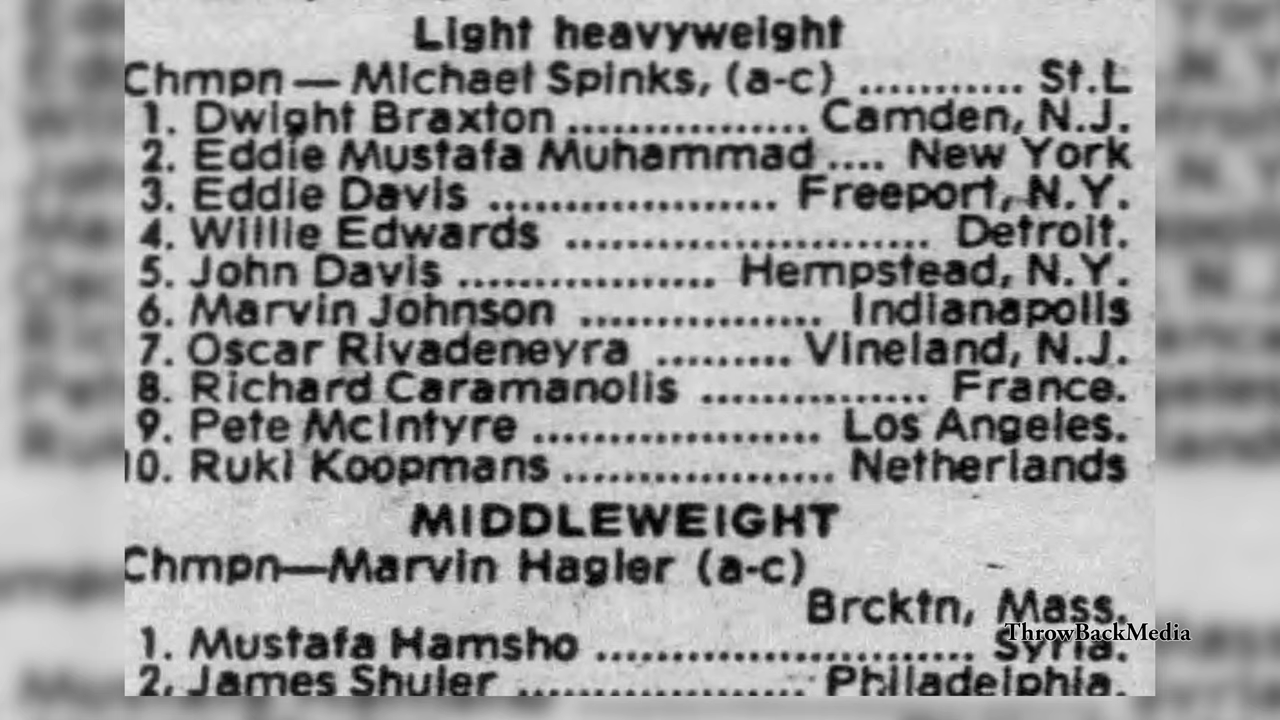 Light heavyweight
Chmpn — Michael Spinks, (a-c) ........... St.L
1. Dwight Braxton ................ Camden, N.J.
2. Eddie Mustafa Muhammad .... New York
3. Eddie Davis ................... Freeport, N.Y.
4. Willie Edwards ........................ Detroit.
5. John Davis ................. Hempstead, N.Y.
6. Marvin Johnson ................ Indianapolis
7. Oscar Rivadeneyra ......... Vineland, N.J.
8. Richard Caramanolis ............... France.
9. Pete McIntyre ................... Los Angeles.
10. Ruki Koopmans .................. Netherlands
MIDDLEWEIGHT
Chmpn—Marvin Hagler (a-c)
Brcktn, Mass.
ThrowBackMedia
1. Mustafa Hamsho ......................... Syria.
2. James Shuler ................... Philadelphia.